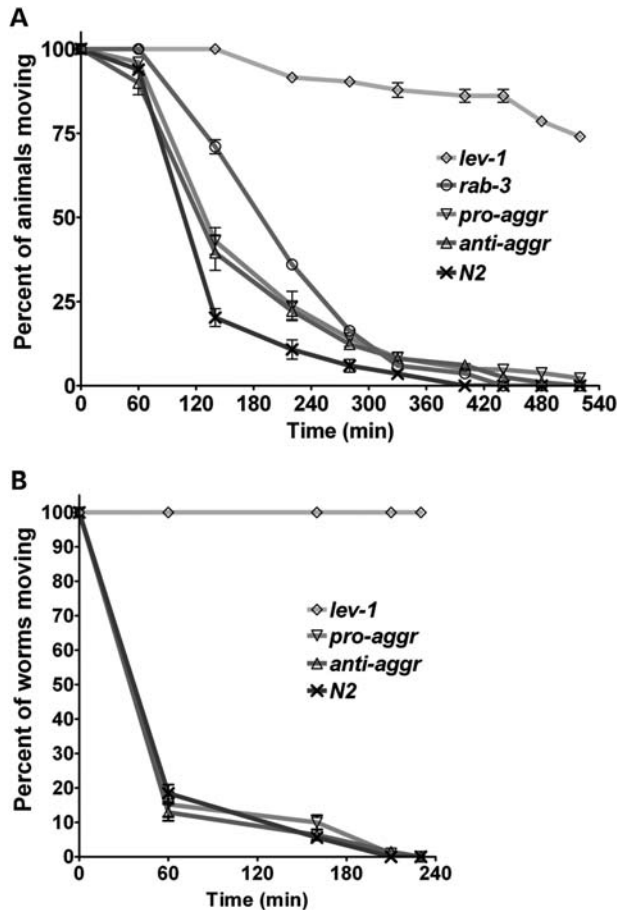 A
Percent of animals moving
100
75
50
25
0
lev-1
rab-3
pro-aggr
anti-aggr
N2
0 60 120 180 240 300 360 420 480 540
Time (min)
B
Percent of worms moving
100
90
80
70
60
50
40
30
20
10
0
lev-1
pro-aggr
anti-aggr
N2
0 60 120 180 240
Time (min)